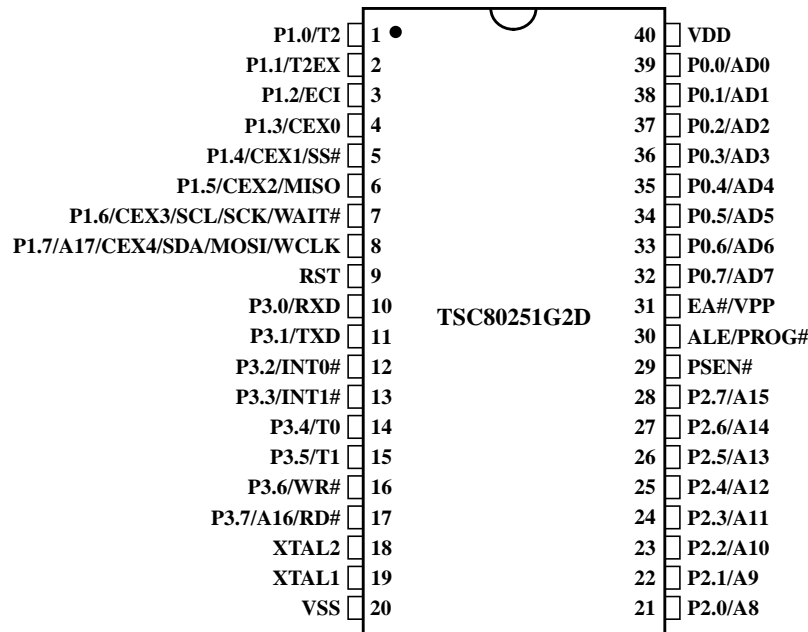 P1.0/T2 1 40 VDD
P1.1/T2EX 2 39 P0.0/AD0
P1.2/ECI 3 38 P0.1/AD1
P1.3/CEX0 4 37 P0.2/AD2
P1.4/CEX1/SS# 5 36 P0.3/AD3
P1.5/CEX2/MISO 6 35 P0.4/AD4
P1.6/CEX3/SCL/SCK/WAIT# 7 34 P0.5/AD5
P1.7/A17/CEX4/SDA/MOSI/WCLK 8 33 P0.6/AD6
RST 9 32 P0.7/AD7
P3.0/RXD 10 31 EA#/VPP
TSC80251G2D
P3.1/TXD 11 30 ALE/PROG#
P3.2/INT0# 12 29 PSEN#
P3.3/INT1# 13 28 P2.7/A15
P3.4/T0 14 27 P2.6/A14
P3.5/T1 15 26 P2.5/A13
P3.6/WR# 16 25 P2.4/A12
P3.7/A16/RD# 17 24 P2.3/A11
XTAL2 18 23 P2.2/A10
XTAL1 19 22 P2.1/A9
VSS 20 21 P2.0/A8